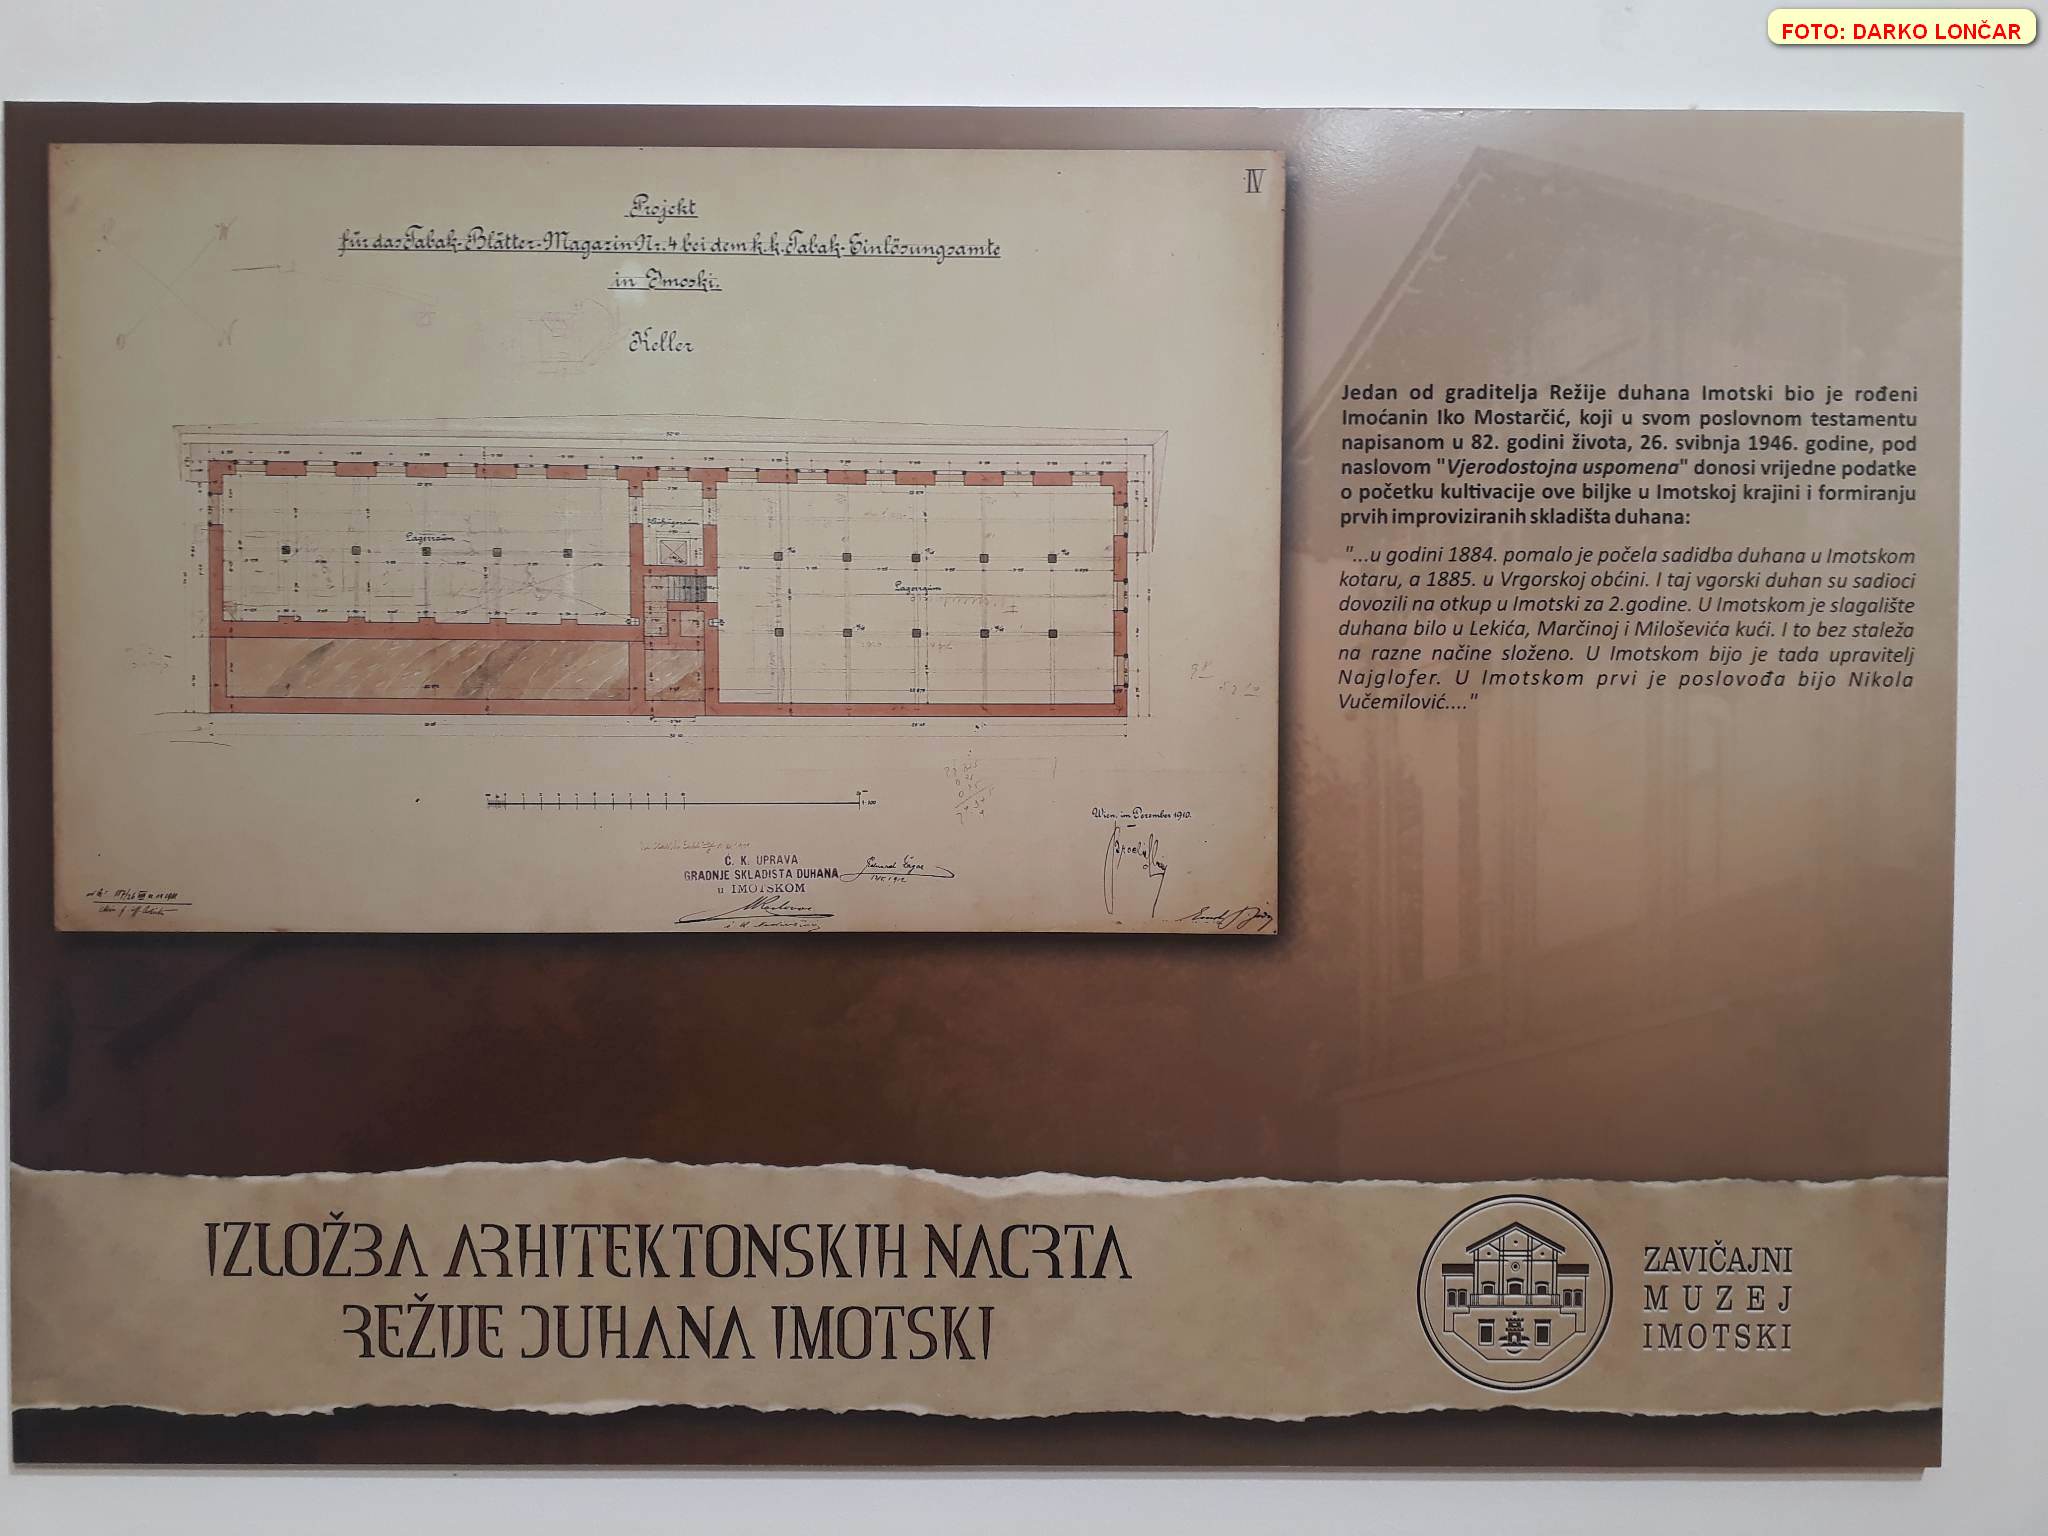 FOTO: DARKO LONČAR
IV
Projekt
für das Tabak-Blätter-Magazin Nr. 4 bei dem k. k. Tabak-Einlösungsamte
in Imoski.
Keller
Lagerraum
Lagerraum
Wien, im Dezember 1910.
C. K. UPRAVA
GRADNJE SKLADISTA DUHANA
u IMOTSKOM
Jedan od graditelja Režije duhana Imotski bio je rođeni
Imoćanin Iko Mostarčić, koji u svom poslovnom testamentu
napisanom u 82. godini života, 26. svibnja 1946. godine, pod
naslovom "Vjerodostojna uspomena" donosi vrijedne podatke
o početku kultivacije ove biljke u Imotskoj krajini i formiranju
prvih improviziranih skladišta duhana:
"...u godini 1884. pomalo je počela sadidba duhana u Imotskom
kotaru, a 1885. u Vrgorskoj občini. I taj vgorski duhan su sadioci
dovozili na otkup u Imotski za 2.godine. U Imotskom je slagalište
duhana bilo u Lekića, Marčinoj i Miloševića kući. I to bez staleža
na razne načine složeno. U Imotskom bijo je tada upravitelj
Najglofer. U Imotskom prvi je poslovođa bijo Nikola
Vučemilović...."
IZLOŽBA ARHITEKTONSKIH NACRTA
REŽIJE DUHANA IMOTSKI
ZAVIČAJNI
MUZEJ
IMOTSKI